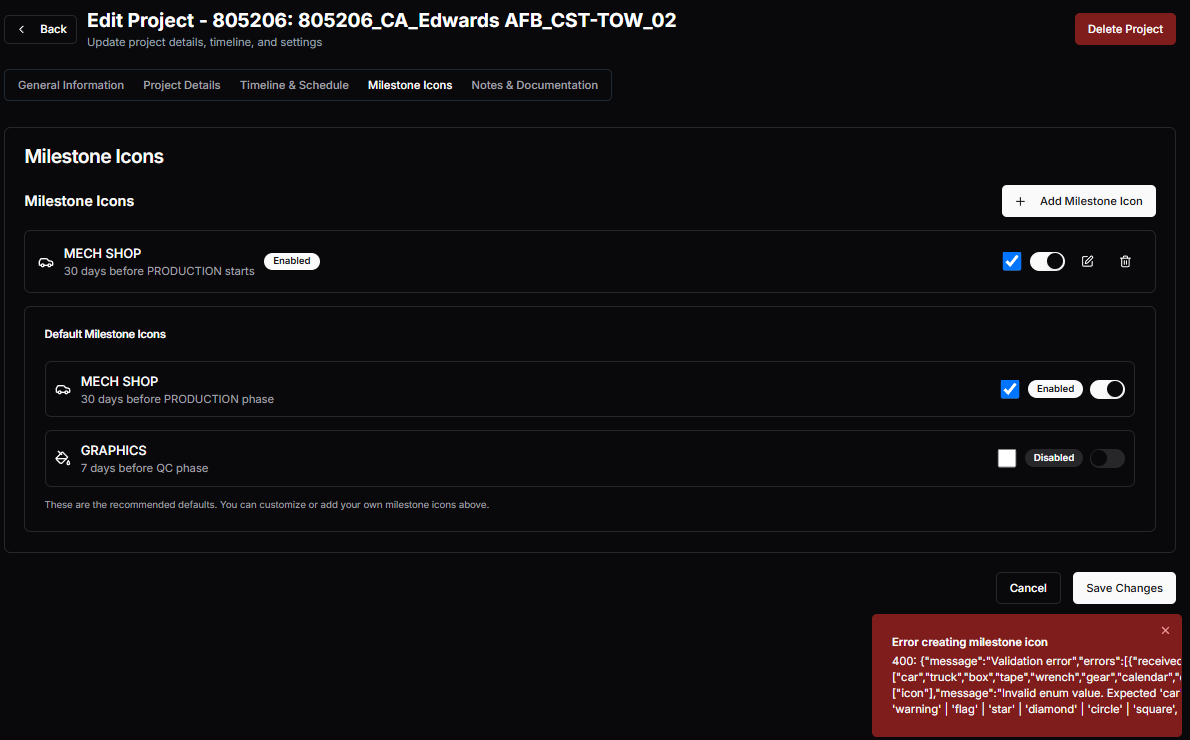 Back
Edit Project - 805206: 805206_CA_Edwards AFB_CST-TOW_02
Update project details, timeline, and settings
Delete Project
General Information Project Details Timeline & Schedule Milestone Icons Notes & Documentation
Milestone Icons
Milestone Icons
+ Add Milestone Icon
MECH SHOP
30 days before PRODUCTION starts
Enabled
Default Milestone Icons
MECH SHOP
30 days before PRODUCTION phase
Enabled
GRAPHICS
7 days before QC phase
Disabled
These are the recommended defaults. You can customize or add your own milestone icons above.
Cancel
Save Changes
Error creating milestone icon
400: {"message":"Validation error","errors":[{"received
["car","truck","box","tape","wrench","gear","calendar",
["icon"],"message":"Invalid enum value. Expected 'car
'warning' | 'flag' | 'star' | 'diamond' | 'circle' | 'square',